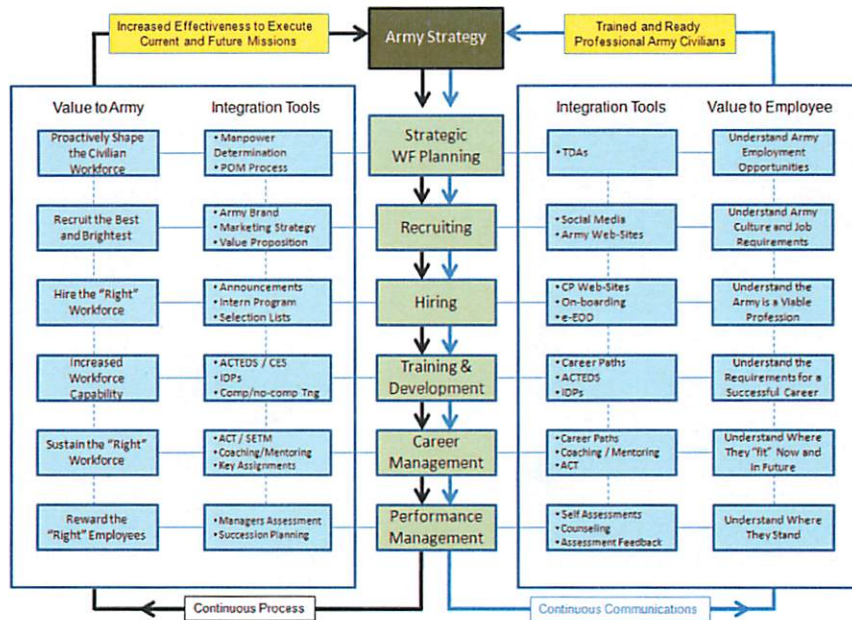 Increased Effectiveness to Execute
Current and Future Missions
Army Strategy
Trained and Ready
Professional Army Civilians
Value to Army
Integration Tools
Integration Tools
Value to Employee
Proactively Shape
the Civilian
Workforce
• Manpower
Determination
• POM Process
Strategic
WF Planning
• TDAs
Understand Army
Employment
Opportunities
Recruit the Best
and Brightest
• Army Brand
• Marketing Strategy
• Value Proposition
Recruiting
• Social Media
• Army Web-Sites
Understand Army
Culture and Job
Requirements
Hire the "Right"
Workforce
• Announcements
• Intern Program
• Selection Lists
Hiring
• CP Web-Sites
• On-boarding
• e-EOD
Understand the
Army is a Viable
Profession
Increased
Workforce
Capability
• ACTEDS / CES
• IDPs
• Comp/no-comp Tng
Training &
Development
• Career Paths
• ACTEDS
• IDPs
Understand the
Requirements for a
Successful Career
Sustain the "Right"
Workforce
• ACT / SETM
• Coaching/Mentoring
• Key Assignments
Career
Management
• Career Paths
• Coaching / Mentoring
• ACT
Understand Where
They "fit" Now and
in Future
Reward the
"Right" Employees
• Managers Assessment
• Succession Planning
Performance
Management
• Self Assessments
• Counseling
• Assessment Feedback
Understand Where
They Stand
Continuous Process
Continuous Communications